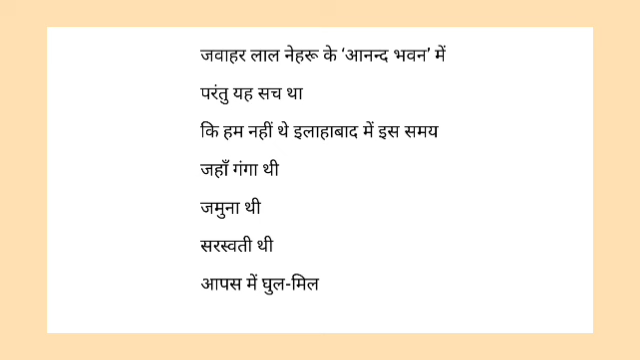 जवाहर लाल नेहरू के ‘आनन्द भवन’ में
परंतु यह सच था
कि हम नहीं थे इलाहाबाद में इस समय
जहाँ गंगा थी
जमुना थी
सरस्वती थी
आपस में घुल-मिल